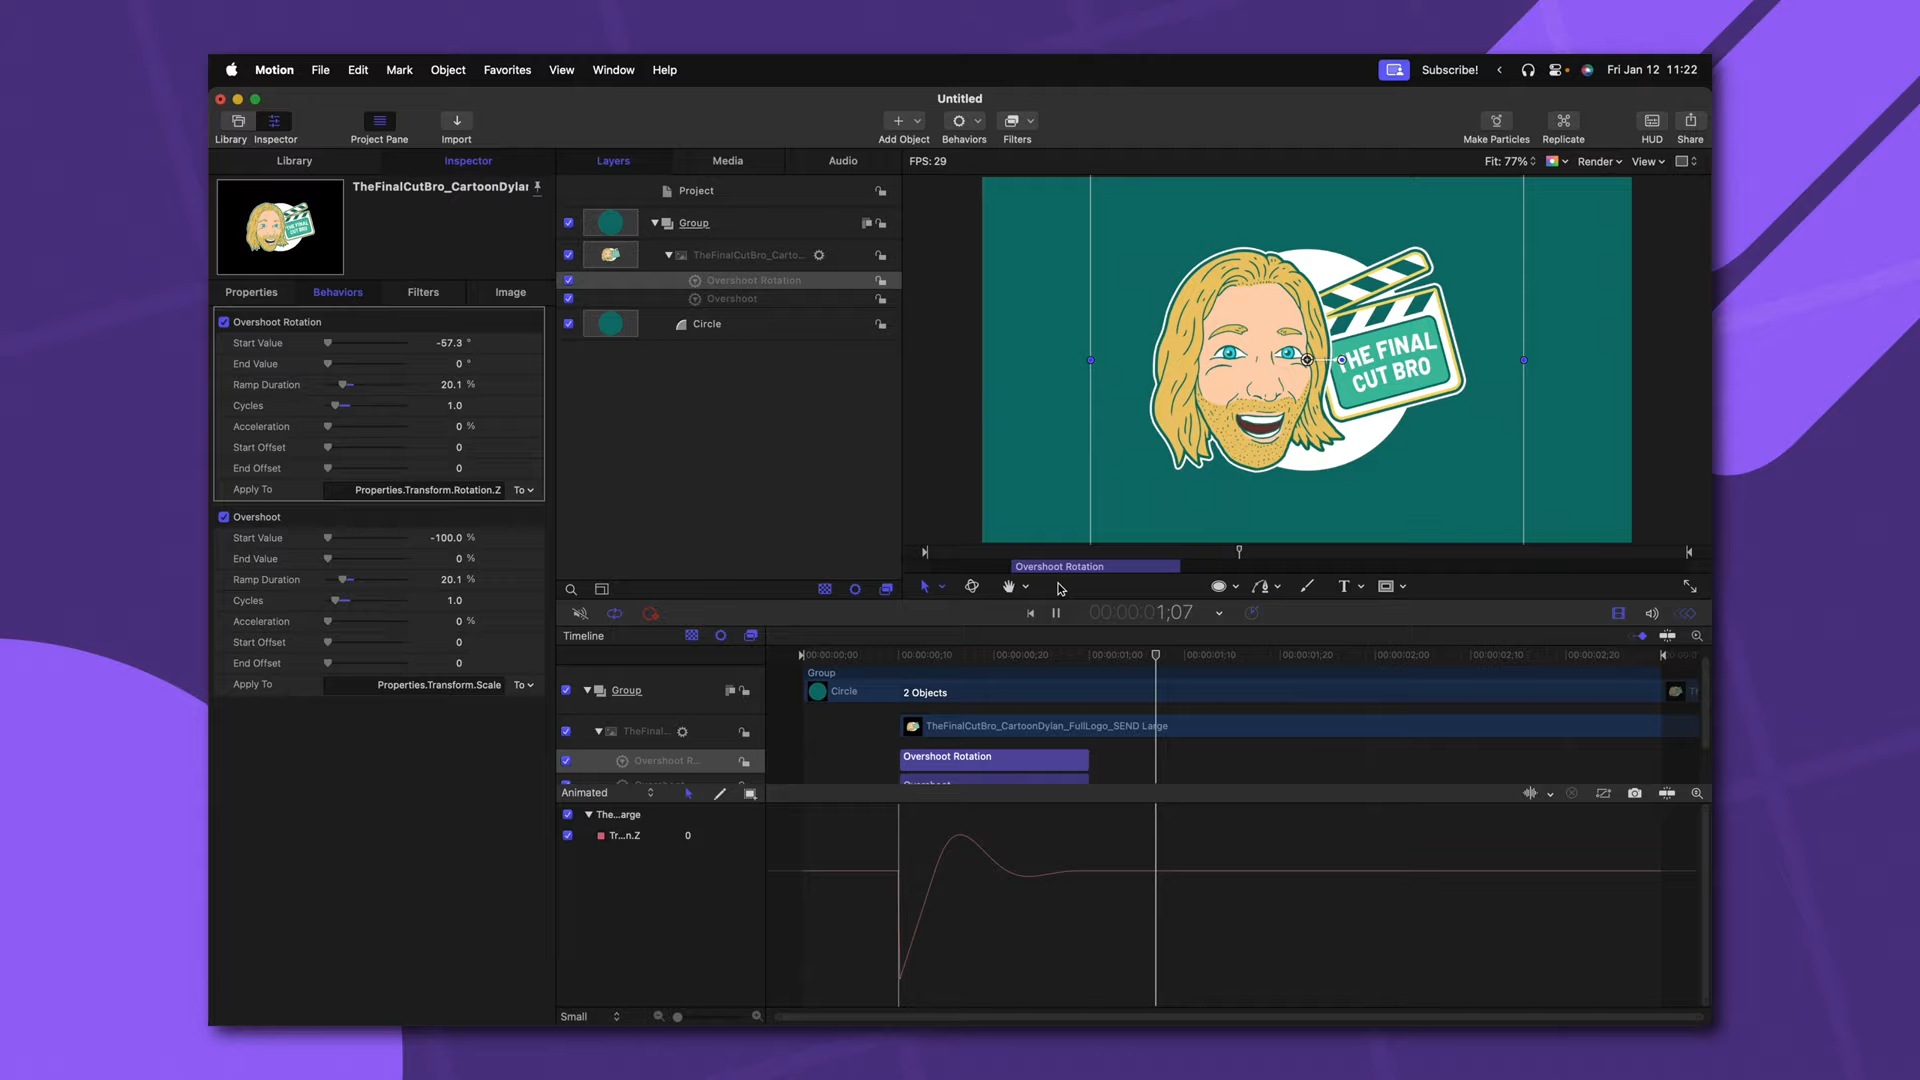 Motion File Edit Mark Object Favorites View Window Help Subscribe! Fri Jan 12 11:22
Untitled
Library Inspector Project Pane Import Add Object Behaviors Filters Make Particles Replicate HUD Share
Library Inspector Layers Media Audio FPS: 29 Fit: 77% Render View
TheFinalCutBro_CartoonDylan
Project
Group
TheFinalCutBro_Carto...
Overshoot Rotation
Overshoot
Circle
Properties Behaviors Filters Image
Overshoot Rotation
Start Value -57.3 °
End Value 0 °
Ramp Duration 20.1 %
Cycles 1.0
Acceleration 0 %
Start Offset 0
End Offset 0
Apply To Properties.Transform.Rotation.Z To
Overshoot
Start Value -100.0 %
End Value 0 %
Ramp Duration 20.1 %
Cycles 1.0
Acceleration 0 %
Start Offset 0
End Offset 0
Apply To Properties.Transform.Scale To
THE FINAL
CUT BRO
Overshoot Rotation
T
00:00:00:01;07
Timeline
00:00:00;00 00:00:00;10 00:00:00;20 00:00:01;00 00:00:01;10 00:00:01;20 00:00:02;00 00:00:02;10 00:00:02;20
Group
Circle 2 Objects
Group
TheFinal... TheFinalCutBro_CartoonDylan_FullLogo_SEND Large
Overshoot R... Overshoot Rotation
Animated
The...arge
Tr...n.Z 0
Small